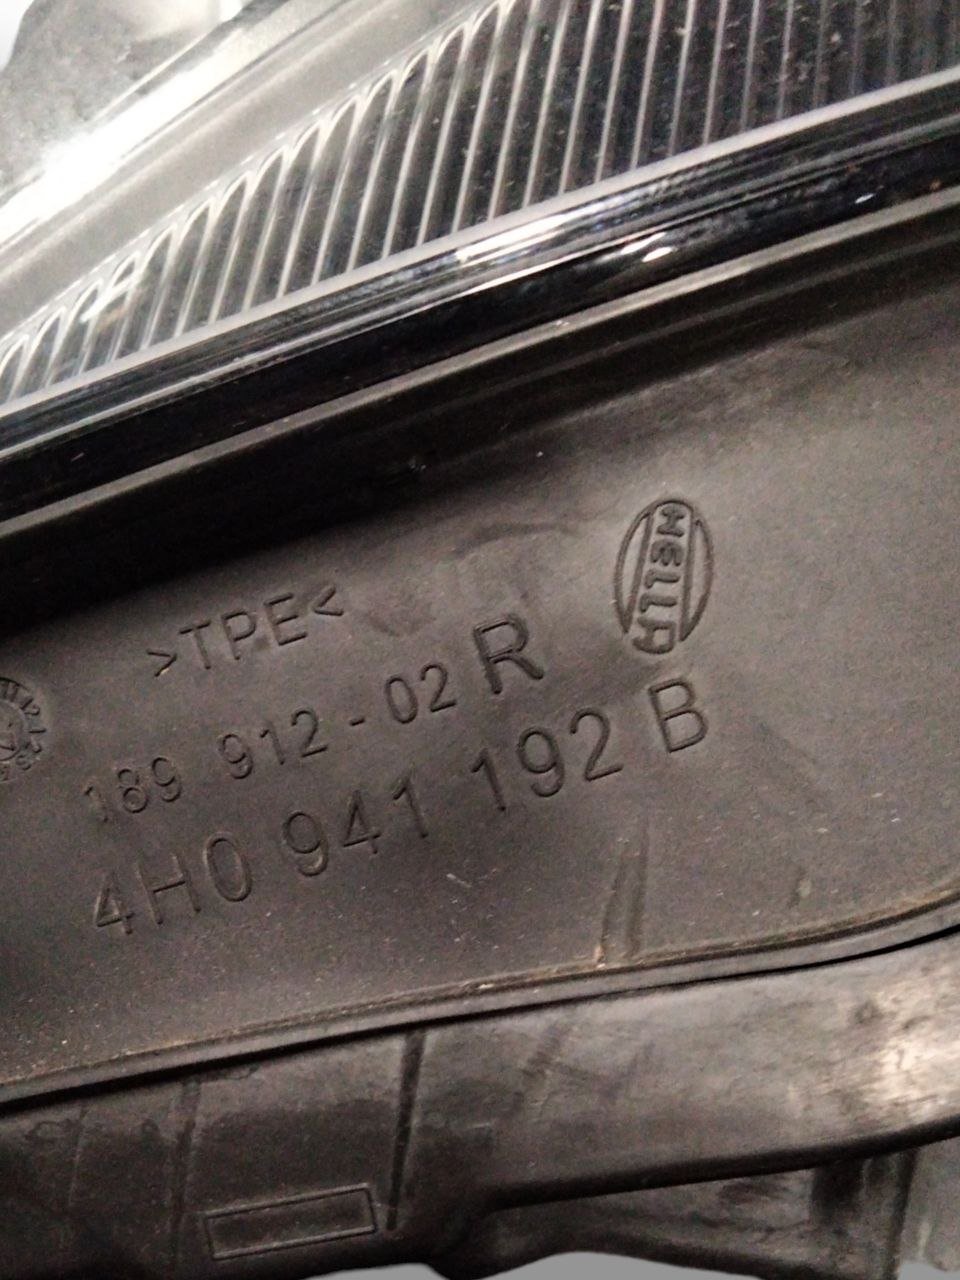 HELLA
>TPE<
189 912-02 R
4H0 941 192 B